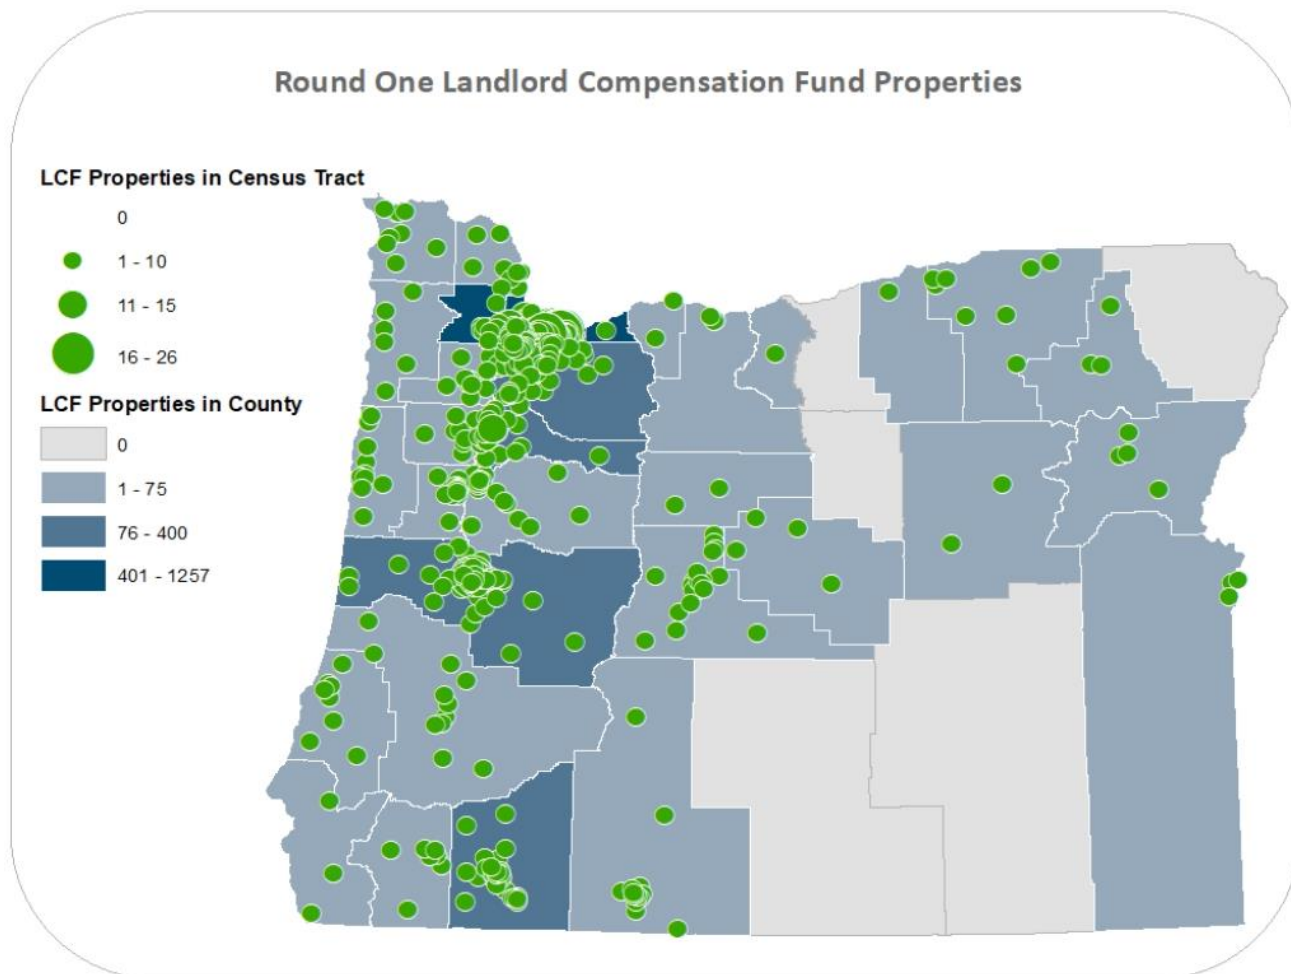 Round One Landlord Compensation Fund Properties
LCF Properties in Census Tract
0
1 - 10
11 - 15
16 - 26
LCF Properties in County
0
1 - 75
76 - 400
401 - 1257